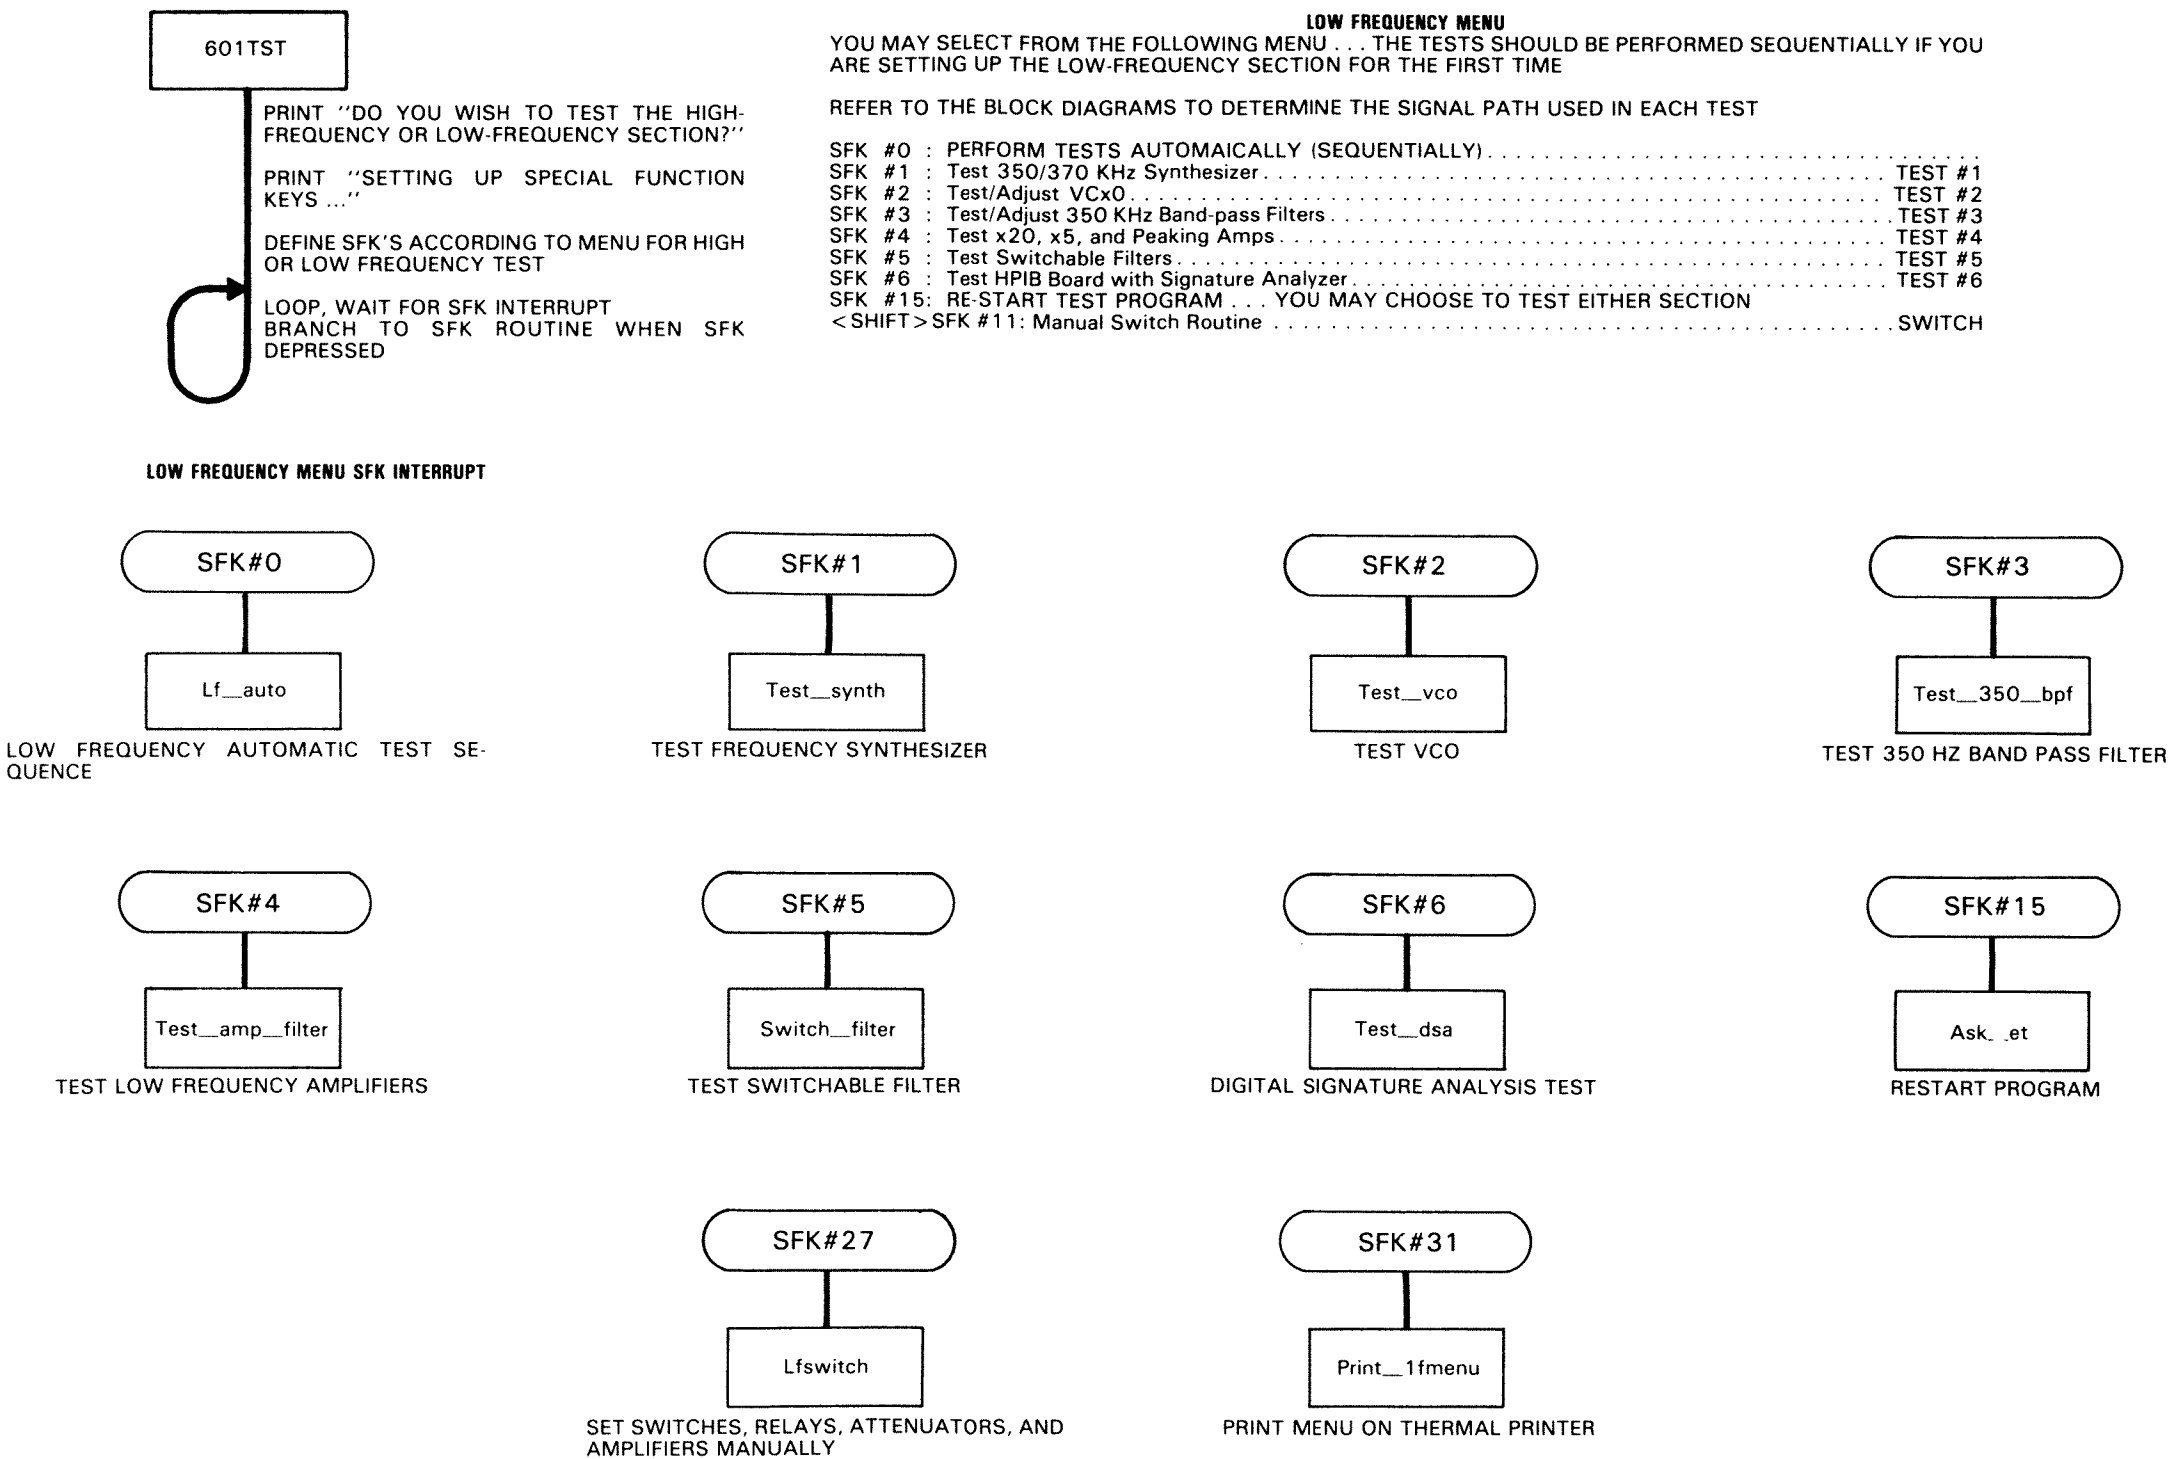 601TST
PRINT "DO YOU WISH TO TEST THE HIGH-
FREQUENCY OR LOW-FREQUENCY SECTION?"
PRINT "SETTING UP SPECIAL FUNCTION
KEYS ..."
DEFINE SFK'S ACCORDING TO MENU FOR HIGH
OR LOW FREQUENCY TEST
LOOP, WAIT FOR SFK INTERRUPT
BRANCH TO SFK ROUTINE WHEN SFK
DEPRESSED
LOW FREQUENCY MENU
YOU MAY SELECT FROM THE FOLLOWING MENU . . . THE TESTS SHOULD BE PERFORMED SEQUENTIALLY IF YOU
ARE SETTING UP THE LOW-FREQUENCY SECTION FOR THE FIRST TIME
REFER TO THE BLOCK DIAGRAMS TO DETERMINE THE SIGNAL PATH USED IN EACH TEST
SFK #0 : PERFORM TESTS AUTOMAICALLY (SEQUENTIALLY) . . . . . . . . . .
SFK #1 : Test 350/370 KHz Synthesizer . . . . . . . . . . TEST #1
SFK #2 : Test/Adjust VCxO . . . . . . . . . . TEST #2
SFK #3 : Test/Adjust 350 KHz Band-pass Filters . . . . . . . . . . TEST #3
SFK #4 : Test x20, x5, and Peaking Amps . . . . . . . . . . TEST #4
SFK #5 : Test Switchable Filters . . . . . . . . . . TEST #5
SFK #6 : Test HPIB Board with Signature Analyzer . . . . . . . . . . TEST #6
SFK #15: RE-START TEST PROGRAM . . . YOU MAY CHOOSE TO TEST EITHER SECTION
<SHIFT>SFK #11: Manual Switch Routine . . . . . . . . . . SWITCH
LOW FREQUENCY MENU SFK INTERRUPT
SFK#0
Lf__auto
LOW FREQUENCY AUTOMATIC TEST SE-
QUENCE
SFK#1
Test__synth
TEST FREQUENCY SYNTHESIZER
SFK#2
Test__vco
TEST VCO
SFK#3
Test__350__bpf
TEST 350 HZ BAND PASS FILTER
SFK#4
Test__amp__filter
TEST LOW FREQUENCY AMPLIFIERS
SFK#5
Switch__filter
TEST SWITCHABLE FILTER
SFK#6
Test__dsa
DIGITAL SIGNATURE ANALYSIS TEST
SFK#15
Ask__et
RESTART PROGRAM
SFK#27
Lfswitch
SET SWITCHES, RELAYS, ATTENUATORS, AND
AMPLIFIERS MANUALLY
SFK#31
Print__1fmenu
PRINT MENU ON THERMAL PRINTER